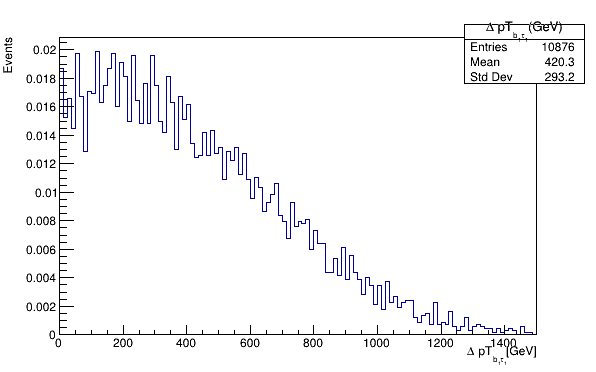 Δ pT b₁τ₁ (GeV)
Entries 10876
Mean 420.3
Std Dev 293.2
Events
0.02
0.018
0.016
0.014
0.012
0.01
0.008
0.006
0.004
0.002
0
0 200 400 600 800 1000 1200 1400
Δ pT b₁τ₁ [GeV]